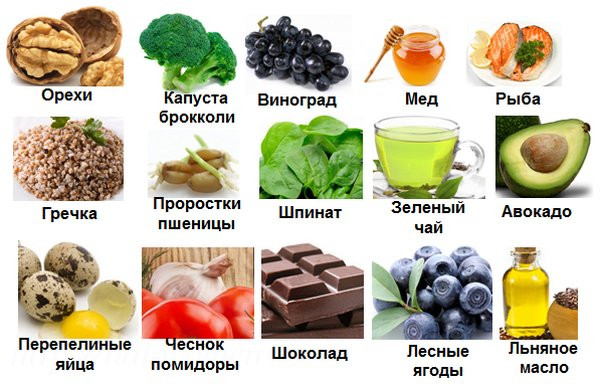 Орехи
Капуста
брокколи
Виноград
Мед
Рыба
Гречка
Проростки
пшеницы
Шпинат
Зеленый
чай
Авокадо
Перепелиные
яйца
Чеснок
помидоры
Шоколад
Лесные
ягоды
Льняное
масло